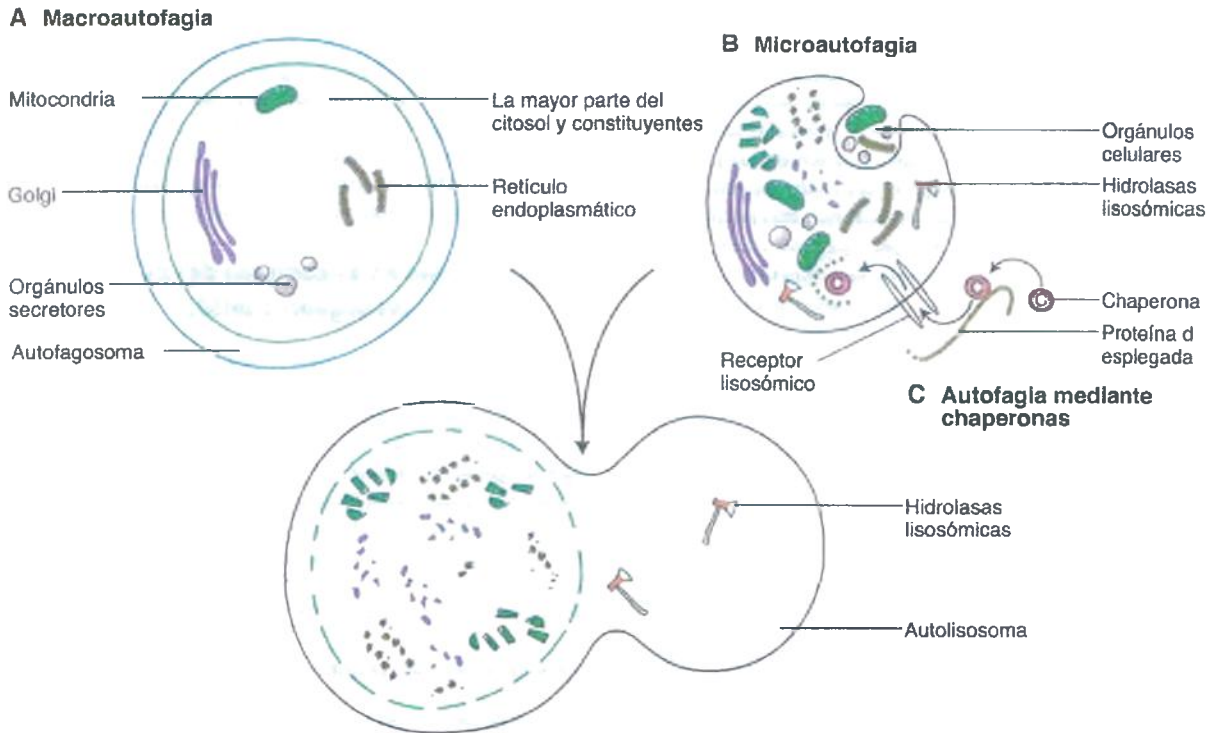 A Macroautofagia
Mitocondria
La mayor parte del
citosol y constituyentes
Golgi
Retículo
endoplasmático
Orgánulos
secretores
Autofagosoma
B Microautofagia
Orgánulos
celulares
Hidrolasas
lisosómicas
C
C
C
Chaperona
Proteína d
esplegada
Receptor
lisosómico
C Autofagia mediante
chaperonas
Hidrolasas
lisosómicas
Autolisosoma